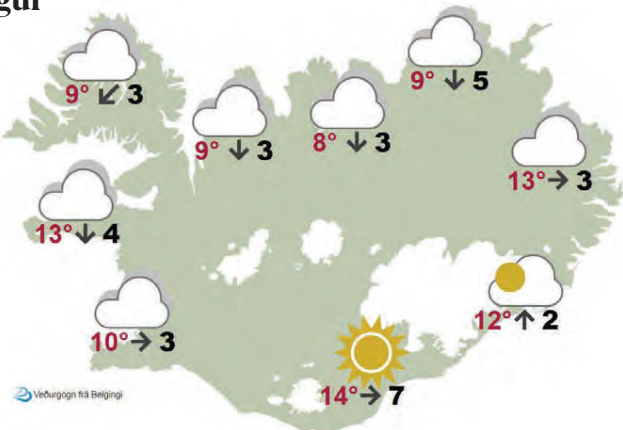 9° ↓ 5
9° ↙ 3
9° ↓ 3
8° ↓ 3
13° → 3
13° ↓ 4
12° ↑ 2
10° → 3
14° → 7
Veðurgögn frá Belgingi